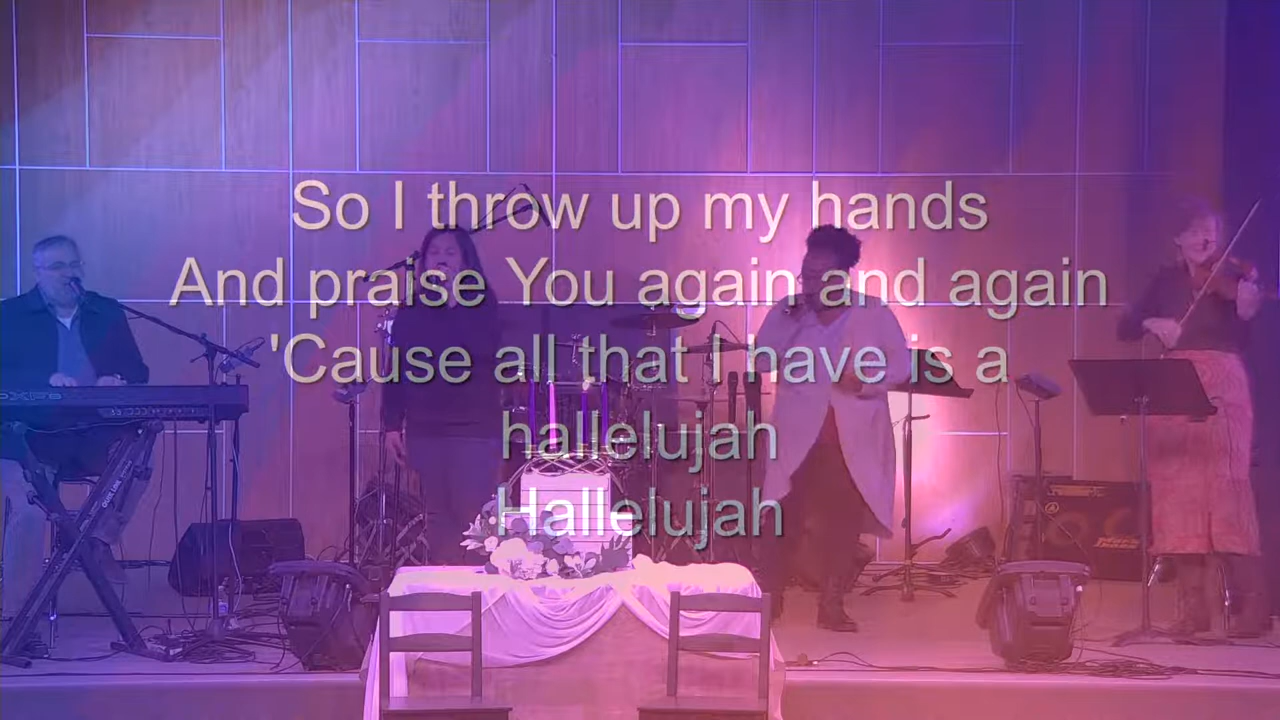 So I throw up my hands
And praise You again and again
'Cause all that I have is a
hallelujah
Hallelujah